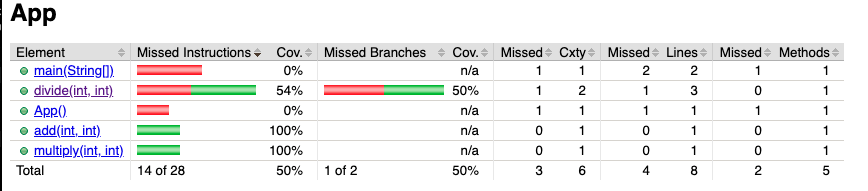 App
Element Missed Instructions Cov. Missed Branches Cov. Missed Cxty Missed Lines Missed Methods
main(String[]) 0% n/a 1 1 2 2 1 1
divide(int, int) 54% 50% 1 2 1 3 0 1
App() 0% n/a 1 1 1 1 1 1
add(int, int) 100% n/a 0 1 0 1 0 1
multiply(int, int) 100% n/a 0 1 0 1 0 1
Total 14 of 28 50% 1 of 2 50% 3 6 4 8 2 5